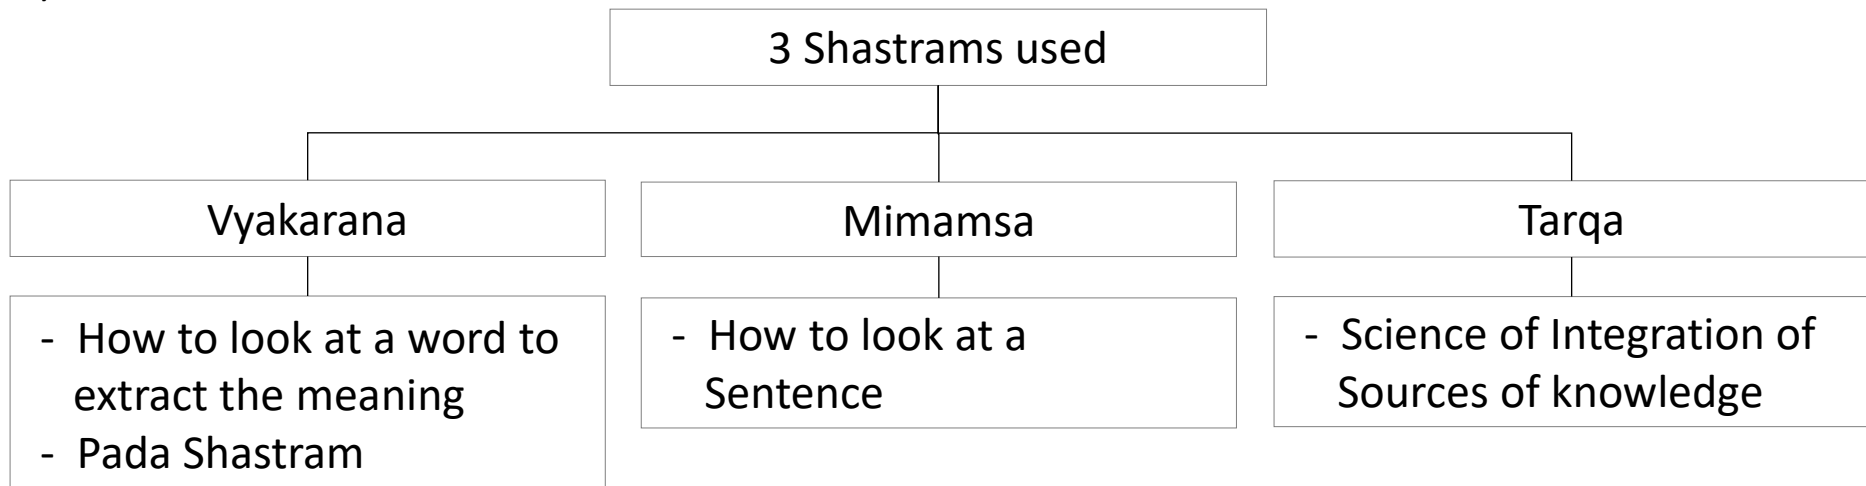 3 Shastrams used
Vyakarana
Mimamsa
Tarqa
- How to look at a word to
extract the meaning
- Pada Shastram
- How to look at a
Sentence
- Science of Integration of
Sources of knowledge